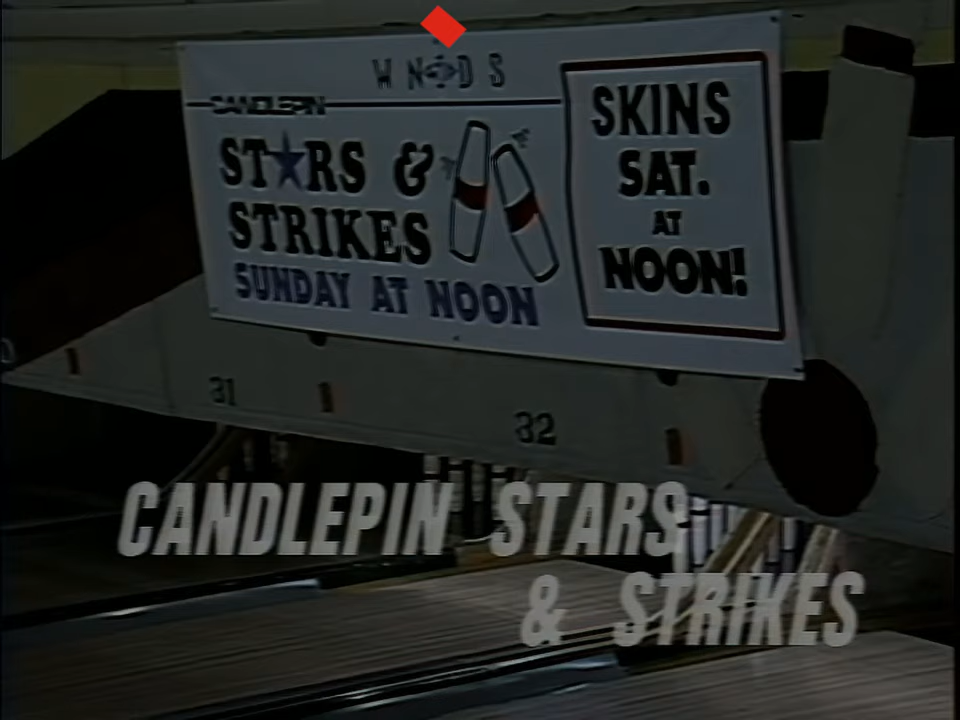 WNDS
CANDLEPIN
STARS &
STRIKES
SUNDAY AT NOON
SKINS
SAT.
AT
NOON!
31
32
CANDLEPIN STARS
& STRIKES